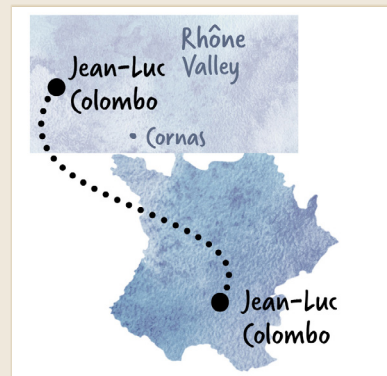 Rhône
Valley
Jean-Luc
Colombo
Cornas
Jean-Luc
Colombo